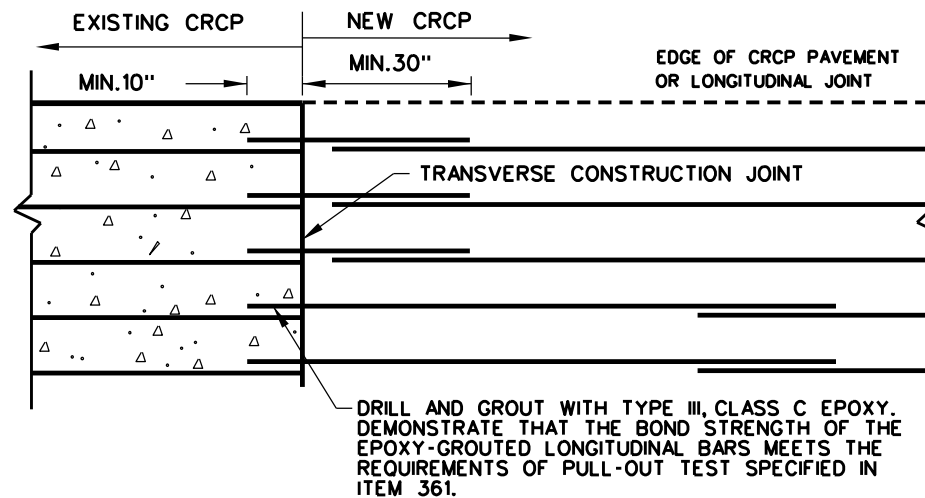 EXISTING CRCP
NEW CRCP
MIN.10"
MIN.30"
EDGE OF CRCP PAVEMENT
OR LONGITUDINAL JOINT
TRANSVERSE CONSTRUCTION JOINT
DRILL AND GROUT WITH TYPE III, CLASS C EPOXY.
DEMONSTRATE THAT THE BOND STRENGTH OF THE
EPOXY-GROUTED LONGITUDINAL BARS MEETS THE
REQUIREMENTS OF PULL-OUT TEST SPECIFIED IN
ITEM 361.